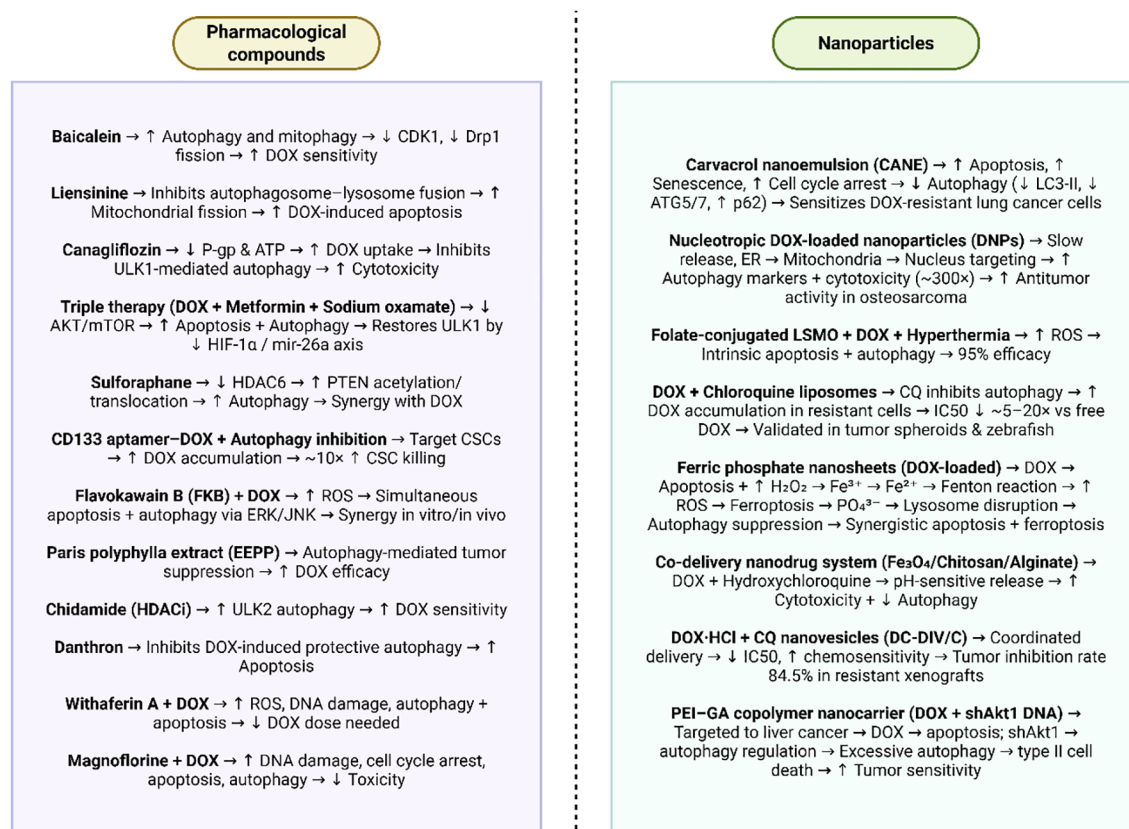 Pharmacological
compounds
Baicalein → ↑ Autophagy and mitophagy → ↓ CDK1, ↓ Drp1
fission → ↑ DOX sensitivity
Liensinine → Inhibits autophagosome–lysosome fusion → ↑
Mitochondrial fission → ↑ DOX-induced apoptosis
Canagliflozin → ↓ P-gp & ATP → ↑ DOX uptake → Inhibits
ULK1-mediated autophagy → ↑ Cytotoxicity
Triple therapy (DOX + Metformin + Sodium oxamate) → ↓
AKT/mTOR → ↑ Apoptosis + Autophagy → Restores ULK1 by
↓ HIF-1α / mir-26a axis
Sulforaphane → ↓ HDAC6 → ↑ PTEN acetylation/
translocation → ↑ Autophagy → Synergy with DOX
CD133 aptamer–DOX + Autophagy inhibition → Target CSCs
→ ↑ DOX accumulation → ~10× ↑ CSC killing
Flavokawain B (FKB) + DOX → ↑ ROS → Simultaneous
apoptosis + autophagy via ERK/JNK → Synergy in vitro/in vivo
Paris polyphylla extract (EEPP) → Autophagy-mediated tumor
suppression → ↑ DOX efficacy
Chidamide (HDACi) → ↑ ULK2 autophagy → ↑ DOX sensitivity
Danthron → Inhibits DOX-induced protective autophagy → ↑
Apoptosis
Withaferin A + DOX → ↑ ROS, DNA damage, autophagy +
apoptosis → ↓ DOX dose needed
Magnoflorine + DOX → ↑ DNA damage, cell cycle arrest,
apoptosis, autophagy → ↓ Toxicity
Nanoparticles
Carvacrol nanoemulsion (CANE) → ↑ Apoptosis, ↑
Senescence, ↑ Cell cycle arrest → ↓ Autophagy (↓ LC3-II, ↓
ATG5/7, ↑ p62) → Sensitizes DOX-resistant lung cancer cells
Nucleotropic DOX-loaded nanoparticles (DNPs) → Slow
release, ER → Mitochondria → Nucleus targeting → ↑
Autophagy markers + cytotoxicity (~300×) → ↑ Antitumor
activity in osteosarcoma
Folate-conjugated LSMO + DOX + Hyperthermia → ↑ ROS →
Intrinsic apoptosis + autophagy → 95% efficacy
DOX + Chloroquine liposomes → CQ inhibits autophagy → ↑
DOX accumulation in resistant cells → IC50 ↓ ~5–20× vs free
DOX → Validated in tumor spheroids & zebrafish
Ferric phosphate nanosheets (DOX-loaded) → DOX →
Apoptosis + ↑ H₂O₂ → Fe³⁺ → Fe²⁺ → Fenton reaction → ↑
ROS → Ferroptosis → PO₄³⁻ → Lysosome disruption →
Autophagy suppression → Synergistic apoptosis + ferroptosis
Co-delivery nanodrug system (Fe₃O₄/Chitosan/Alginate) →
DOX + Hydroxychloroquine → pH-sensitive release → ↑
Cytotoxicity + ↓ Autophagy
DOX·HCl + CQ nanovesicles (DC-DIV/C) → Coordinated
delivery → ↓ IC50, ↑ chemosensitivity → Tumor inhibition rate
84.5% in resistant xenografts
PEI–GA copolymer nanocarrier (DOX + shAkt1 DNA) →
Targeted to liver cancer → DOX → apoptosis; shAkt1 →
autophagy regulation → Excessive autophagy → type II cell
death → ↑ Tumor sensitivity